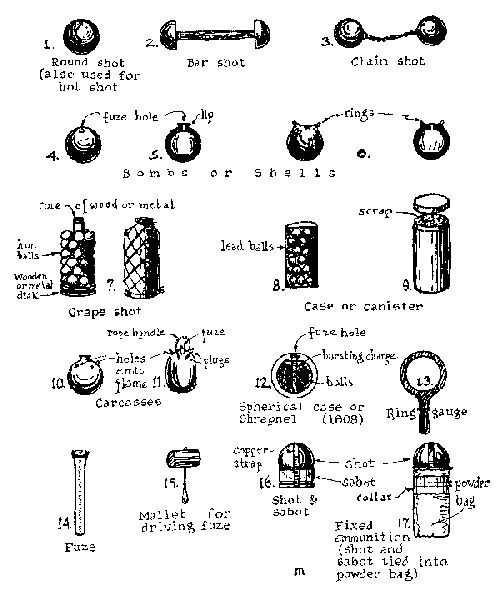 1.
Round shot
(also used for
hot shot
2.
Bar shot
3.
Chain shot
fuze hole
lip
rings
4.
5.
6.
Bombs or Shells
fuze of wood or metal
iron
balls
Wooden
or metal
disk
7.
Grape shot
lead balls
8.
scrap
9.
Case or canister
rope handle
fuze
10.
holes
emit
flame
11.
plugs
Carcasses
fuze hole
bursting charge
12.
balls
Spherical case or
Shrapnel (1808)
13.
Ring gauge
14.
Fuze
15.
Mallet for
driving fuze
copper
strap
shot
16.
sabot
collar
powder
bag
Shot &
sabot
17.
Fixed
ammunition
(shot and
sabot tied into
powder bag)
m